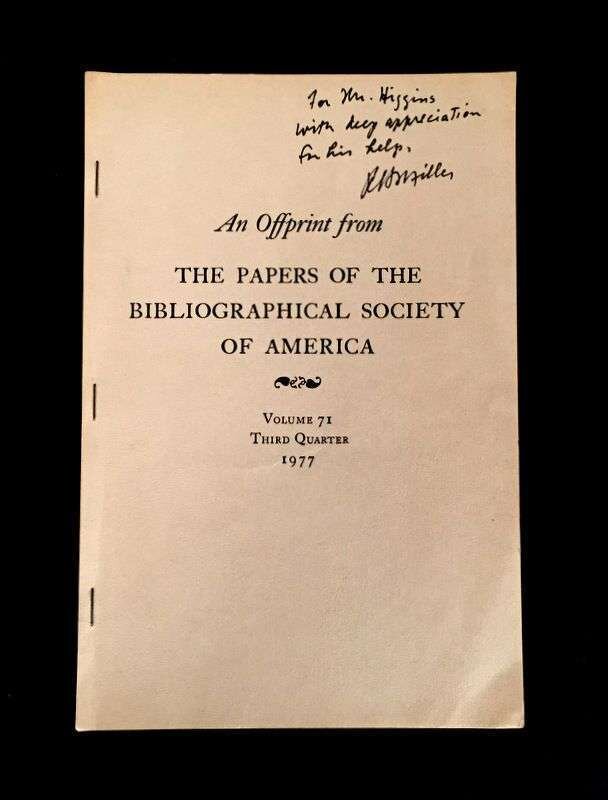 For Mr. Higgins
with deep appreciation
for his help.
An Offprint from
THE PAPERS OF THE
BIBLIOGRAPHICAL SOCIETY
OF AMERICA
VOLUME 71
THIRD QUARTER
1977